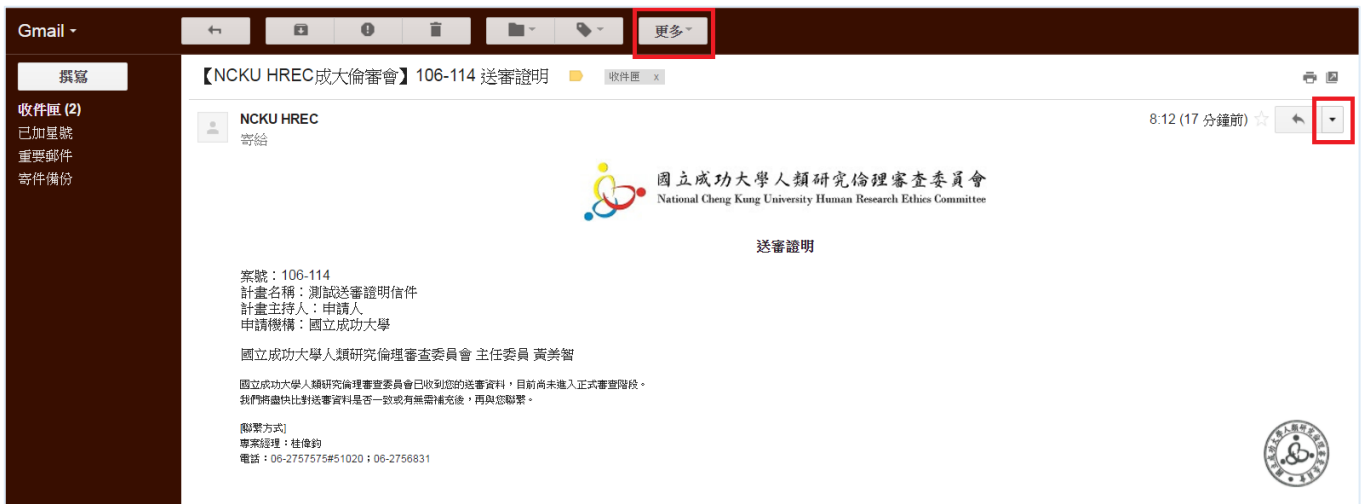 Gmail
更多
撰寫
【NCKU HREC成大倫審會】106-114 送審證明
收件匣 x
收件匣 (2)
已加星號
重要郵件
寄件備份
NCKU HREC
8:12 (17 分鐘前)
寄給
國立成功大學人類研究倫理審查委員會
National Cheng Kung University Human Research Ethics Committee
送審證明
案號：106-114
計畫名稱：測試送審證明信件
計畫主持人：申請人
申請機構：國立成功大學
國立成功大學人類研究倫理審查委員會 主任委員 黃美智
國立成功大學人類研究倫理審查委員會已收到您的送審資料，目前尚未進入正式審查階段。
我們將盡快比對送審資料是否一致或有無需補充後，再與您聯繫。
[聯繫方式]
專案經理：桂偉鈞
電話：06-2757575#51020；06-2756831